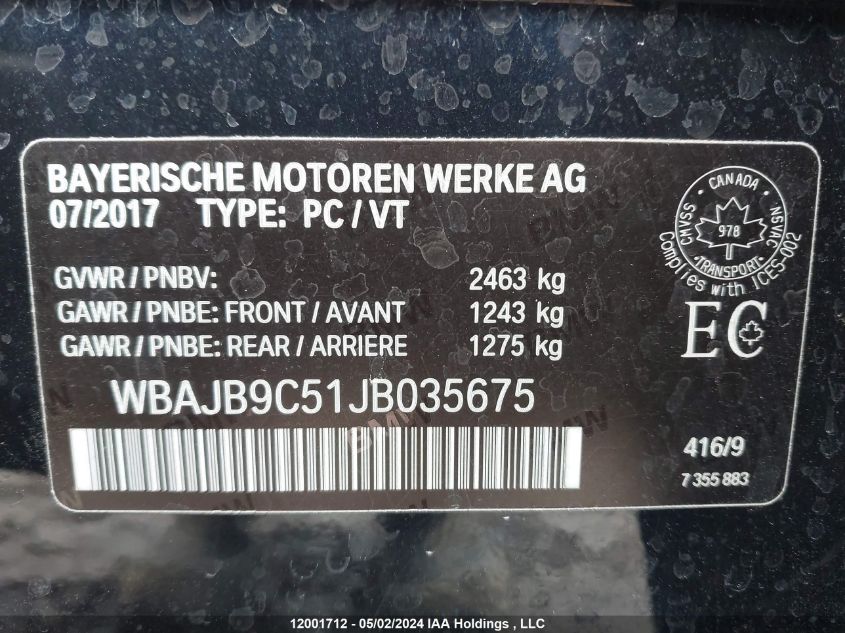 BAYERISCHE MOTOREN WERKE AG
07/2017 TYPE: PC / VT
GVWR / PNBV: 2463 kg
GAWR / PNBE: FRONT / AVANT 1243 kg
GAWR / PNBE: REAR / ARRIERE 1275 kg
WBAJB9C51JB035675
CANADA
CMVSS
NSVAC
978
TRANSPORT
Complies with / ICES-002
EC
416/9
7 355 883
12001712 - 05/02/2024 IAA Holdings , LLC